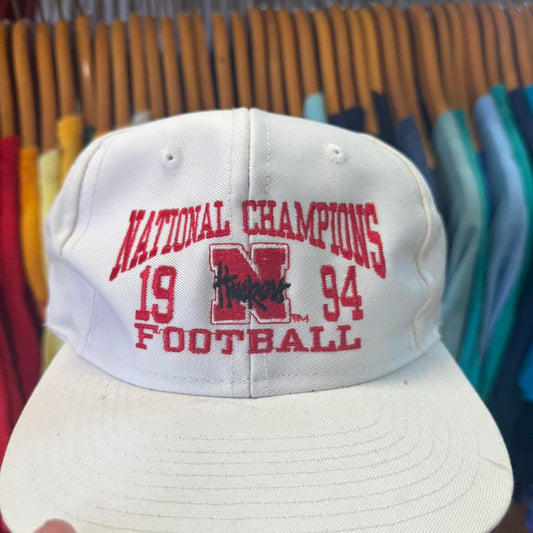 NATIONAL CHAMPIONS
19 N Huskers 94
TM
FOOTBALL